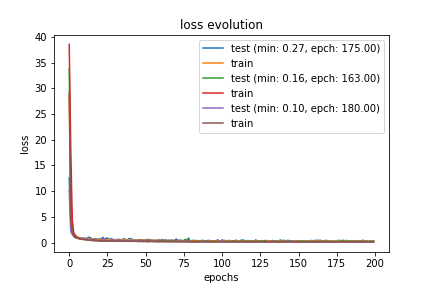 loss evolution
40
35
30
25
20
15
10
5
0
loss
test (min: 0.27, epch: 175.00)
train
test (min: 0.16, epch: 163.00)
train
test (min: 0.10, epch: 180.00)
train
0 25 50 75 100 125 150 175 200
epochs